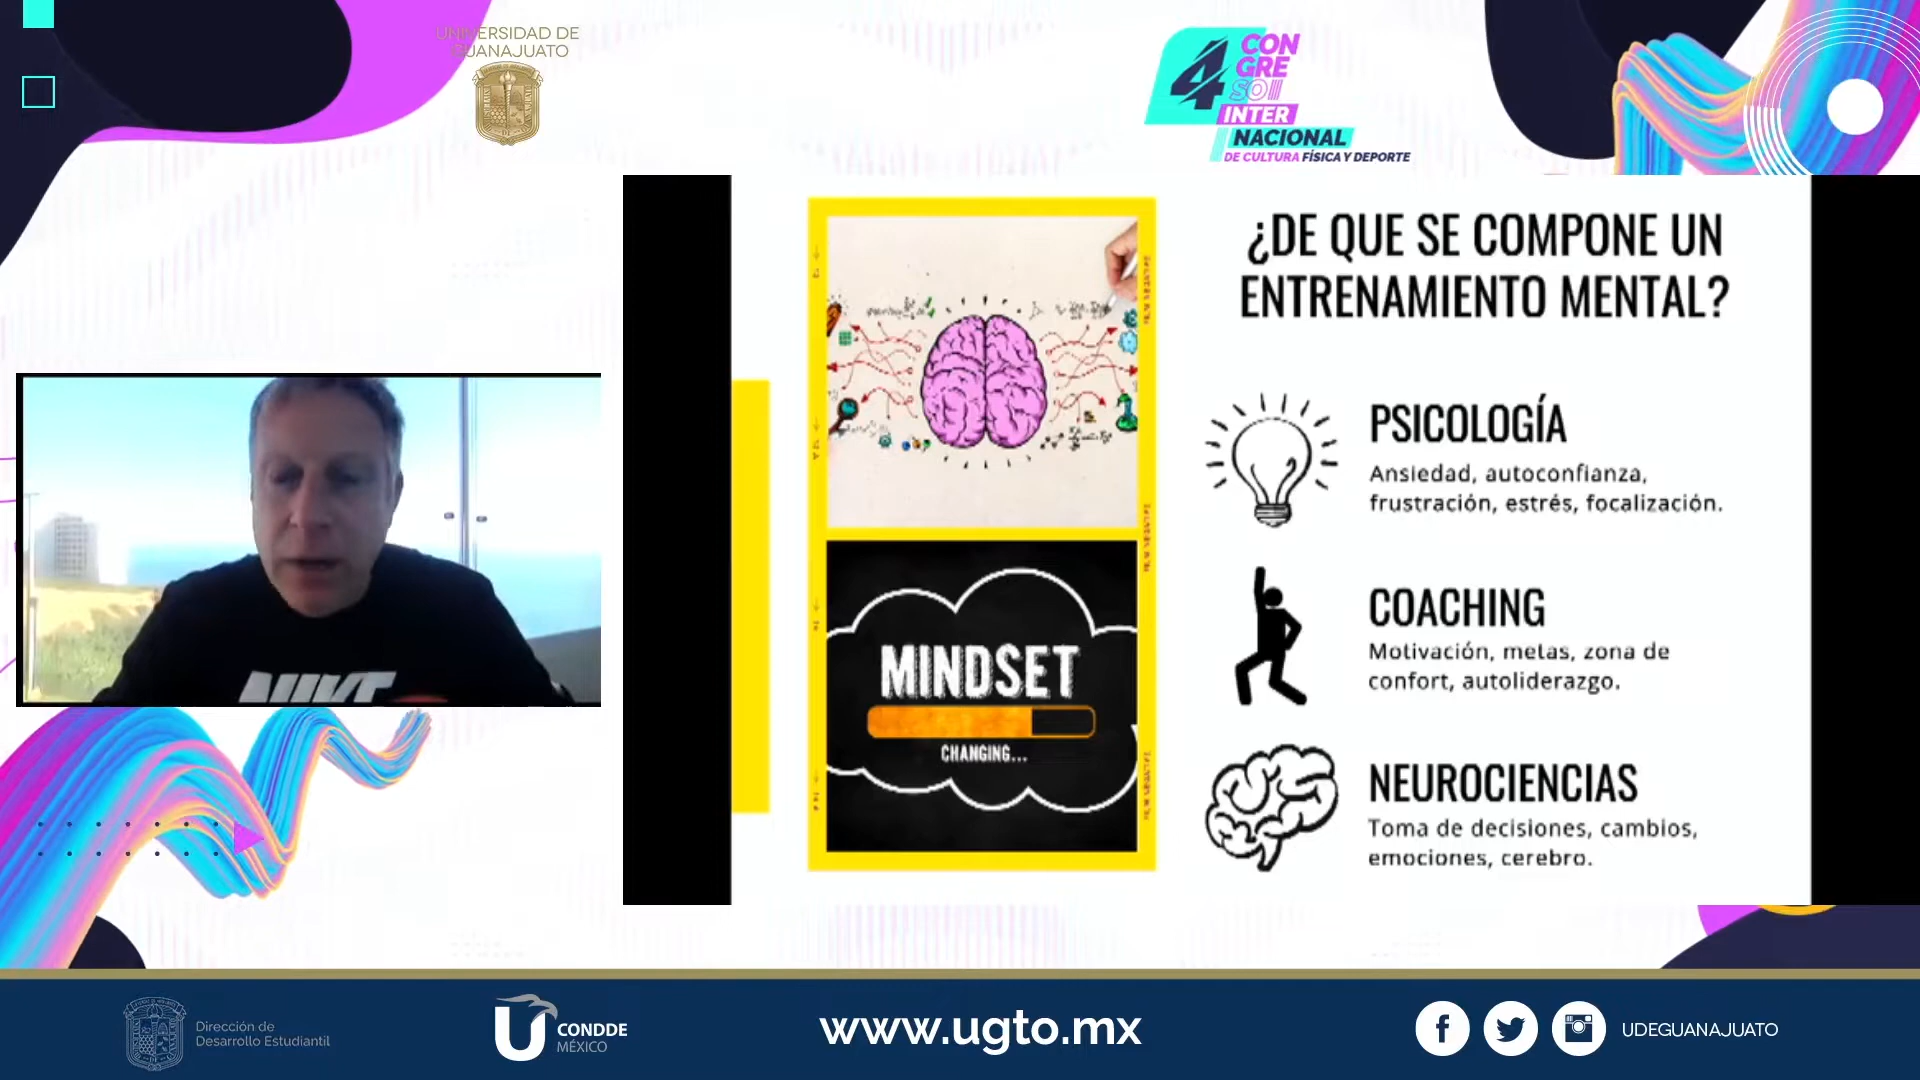 UNIVERSIDAD DE
GUANAJUATO
4
CON
GRE
SO
INTER
NACIONAL
DE CULTURA FÍSICA Y DEPORTE
¿DE QUE SE COMPONE UN
ENTRENAMIENTO MENTAL?
PSICOLOGÍA
Ansiedad, autoconfianza,
frustración, estrés, focalización.
COACHING
Motivación, metas, zona de
confort, autoliderazgo.
NEUROCIENCIAS
Toma de decisiones, cambios,
emociones, cerebro.
MINDSET
CHANGING...
Dirección de
Desarrollo Estudiantil
U
CONDDE
MÉXICO
www.ugto.mx
UDEGUANAJUATO